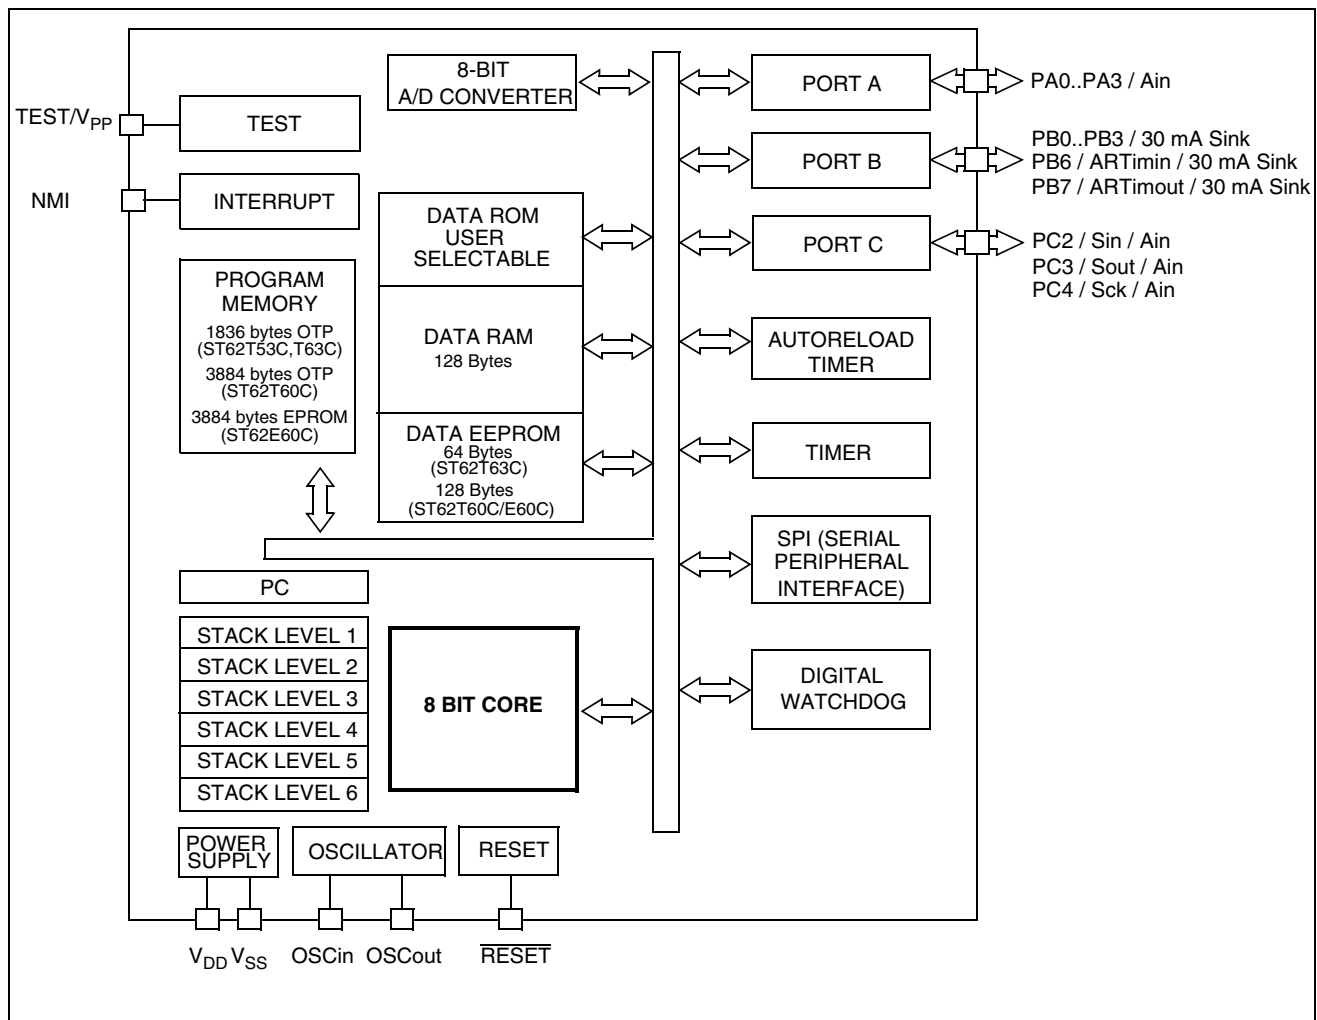 8-BIT
A/D CONVERTER
PORT A
PA0..PA3 / Ain
TEST/VPP
TEST
PORT B
PB0..PB3 / 30 mA Sink
PB6 / ARTimin / 30 mA Sink
PB7 / ARTimout / 30 mA Sink
NMI
INTERRUPT
DATA ROM
USER
SELECTABLE
PORT C
PC2 / Sin / Ain
PC3 / Sout / Ain
PC4 / Sck / Ain
PROGRAM
MEMORY
1836 bytes OTP
(ST62T53C,T63C)
3884 bytes OTP
(ST62T60C)
3884 bytes EPROM
(ST62E60C)
DATA RAM
128 Bytes
AUTORELOAD
TIMER
DATA EEPROM
64 Bytes
(ST62T63C)
128 Bytes
(ST62T60C/E60C)
TIMER
SPI (SERIAL
PERIPHERAL
INTERFACE)
PC
STACK LEVEL 1
STACK LEVEL 2
STACK LEVEL 3
STACK LEVEL 4
STACK LEVEL 5
STACK LEVEL 6
8 BIT CORE
DIGITAL
WATCHDOG
POWER
SUPPLY
OSCILLATOR
RESET
VDD VSS
OSCin OSCout
RESET